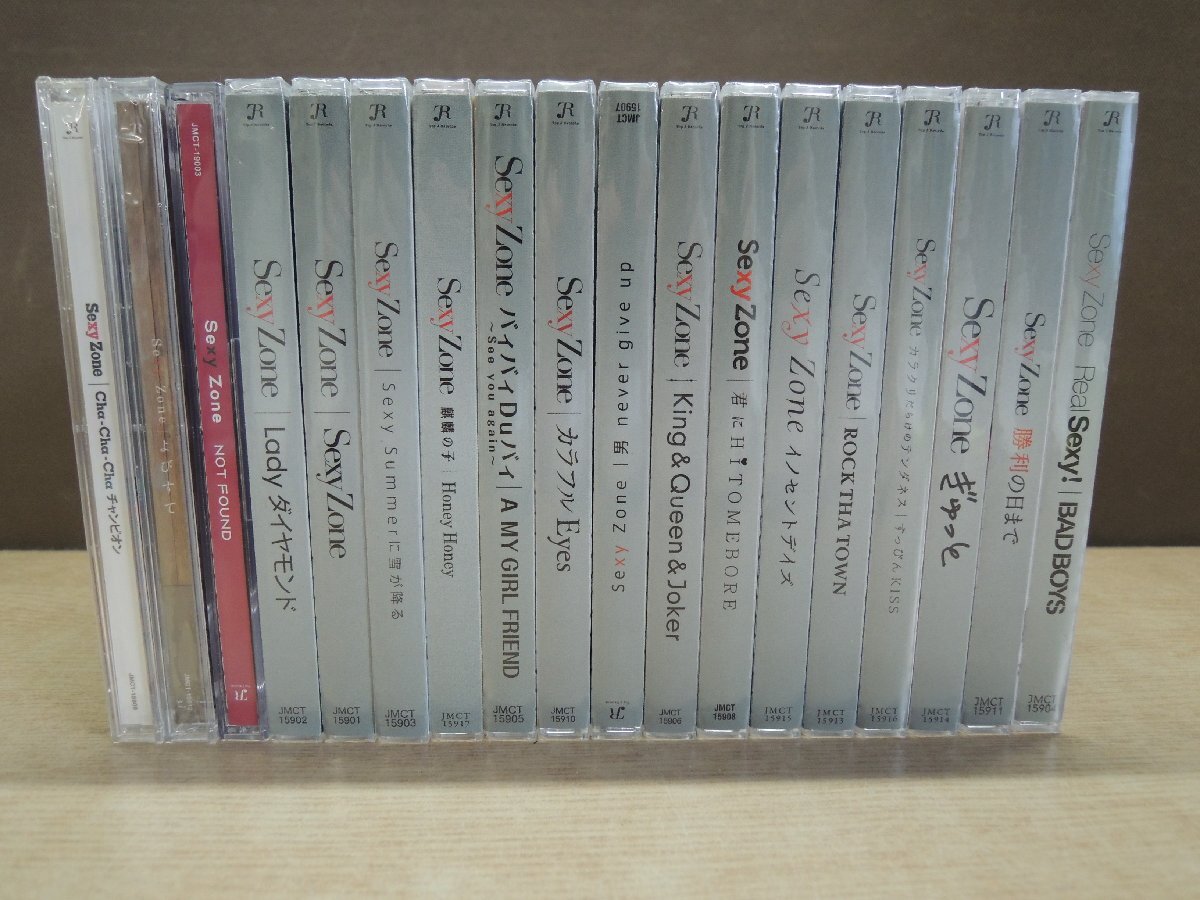 Sexy Zone | Cha-Cha-Cha チャンピオン
Zone
JMCT-19003
Sexy Zone NOT FOUND
Sexy Zone | Lady ダイヤモンド
JMCT
15902
Sexy Zone | Sexy Zone
JMCT
15901
Sexy Zone | Sexy Summerに雪が降る
JMCT
15903
Sexy Zone 麒麟の子 | Honey Honey
JMCT
15917
Sexy Zone バイバイDuバイ | A MY GIRL FRIEND
～See you again～
JMCT
15905
Sexy Zone | カラフル Eyes
JMCT
15910
JMCT
15907
Sexy Zone | 男 never give up
Sexy Zone | King & Queen & Joker
JMCT
15906
Sexy Zone | 君にHITOMEBORE
JMCT
15908
Sexy Zone イノセントデイズ
JMCT
15915
Sexy Zone | ROCK THA TOWN
JMCT
15913
Sexy Zone カラクリだらけのテンダネス | すっぴんKISS
JMCT
15916
Sexy Zone ぎゅっと
JMCT
15914
Sexy Zone 勝利の日まで
JMCT
15911
Sexy Zone Real Sexy! | BAD BOYS
JMCT
15904